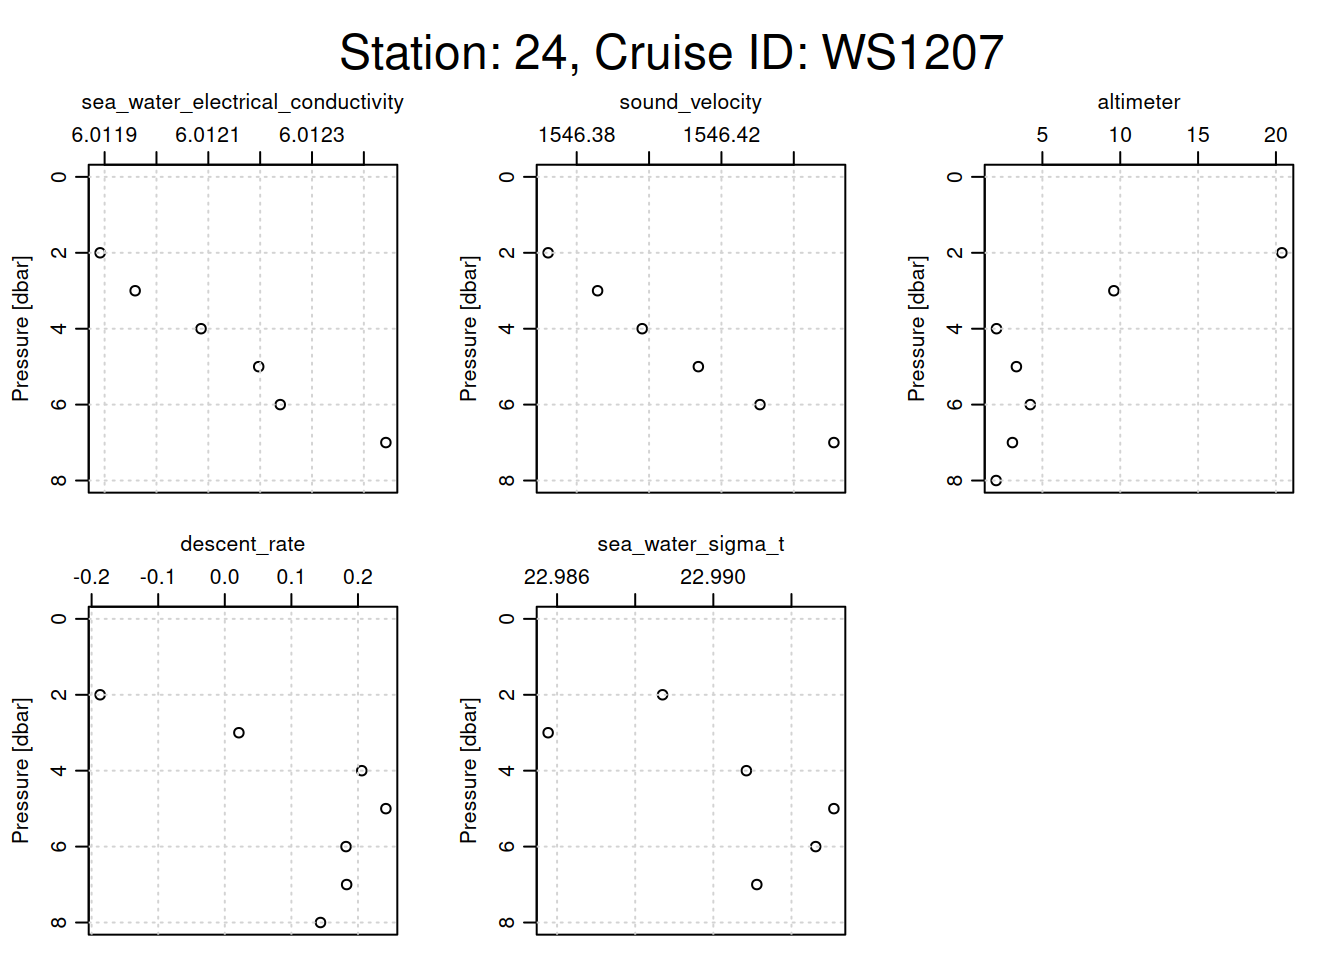 Station: 24, Cruise ID: WS1207
sea_water_electrical_conductivity
6.0119 6.0121 6.0123
Pressure [dbar]
0
2
4
6
8
sound_velocity
1546.38 1546.42
Pressure [dbar]
0
2
4
6
8
altimeter
5 10 15 20
Pressure [dbar]
0
2
4
6
8
descent_rate
-0.2 -0.1 0.0 0.1 0.2
Pressure [dbar]
0
2
4
6
8
sea_water_sigma_t
22.986 22.990
Pressure [dbar]
0
2
4
6
8